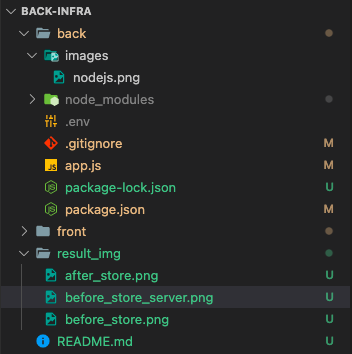 BACK-INFRA
back
images
nodejs.png
node_modules
.env
.gitignore M
JS app.js M
package-lock.json U
package.json M
front
result_img
after_store.png U
before_store_server.png U
before_store.png U
README.md U